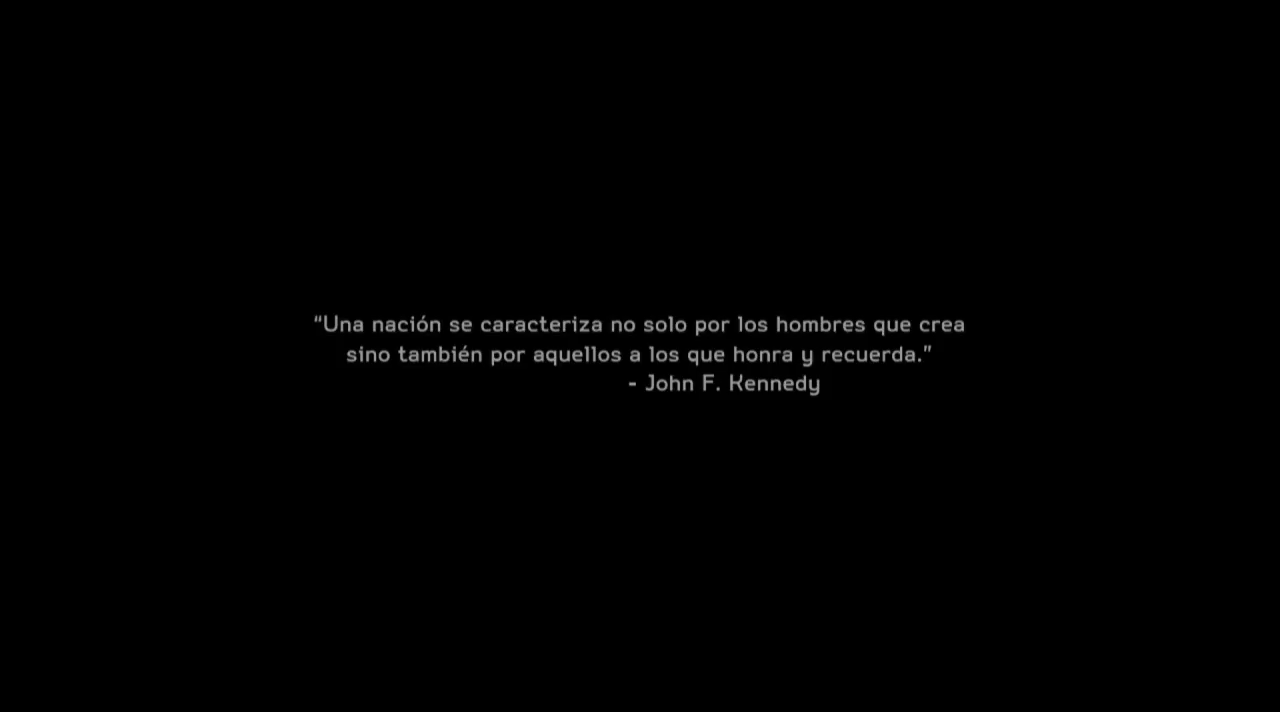 “Una nación se caracteriza no solo por los hombres que crea
sino también por aquellos a los que honra y recuerda.”
- John F. Kennedy